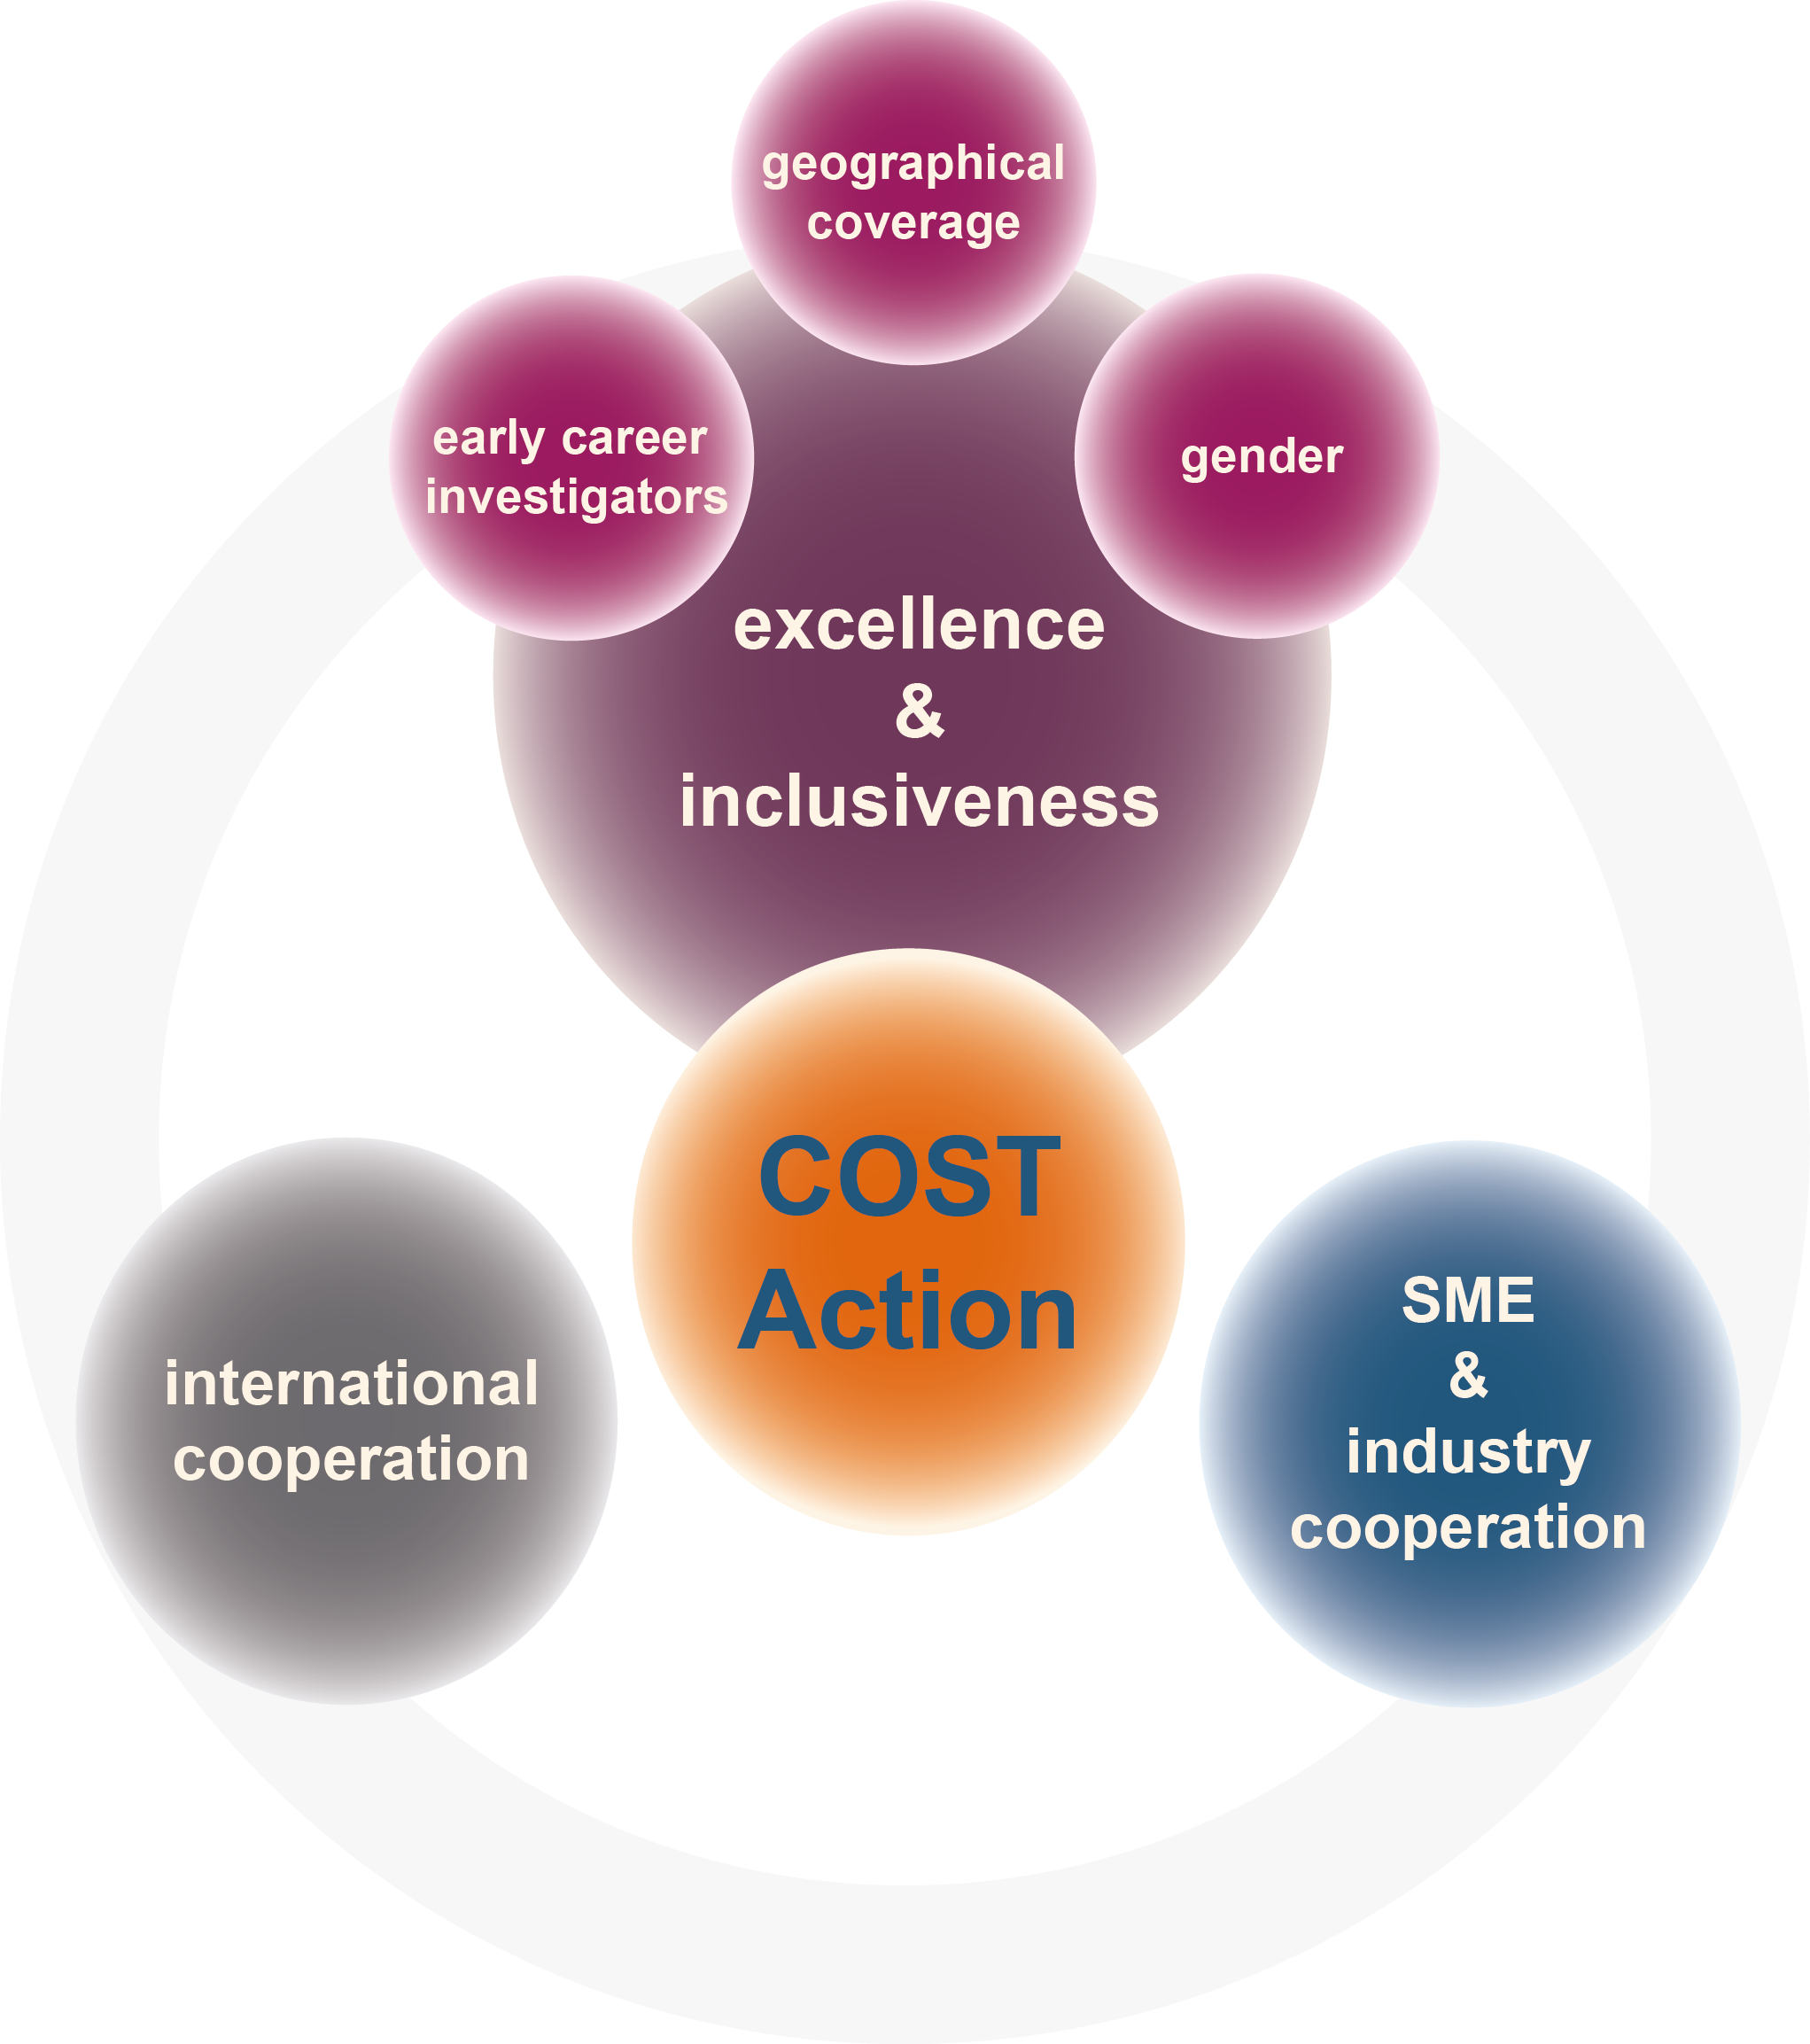 geographical
coverage
early career
investigators
gender
excellence
&
inclusiveness
COST
Action
international
cooperation
SME
&
industry
cooperation